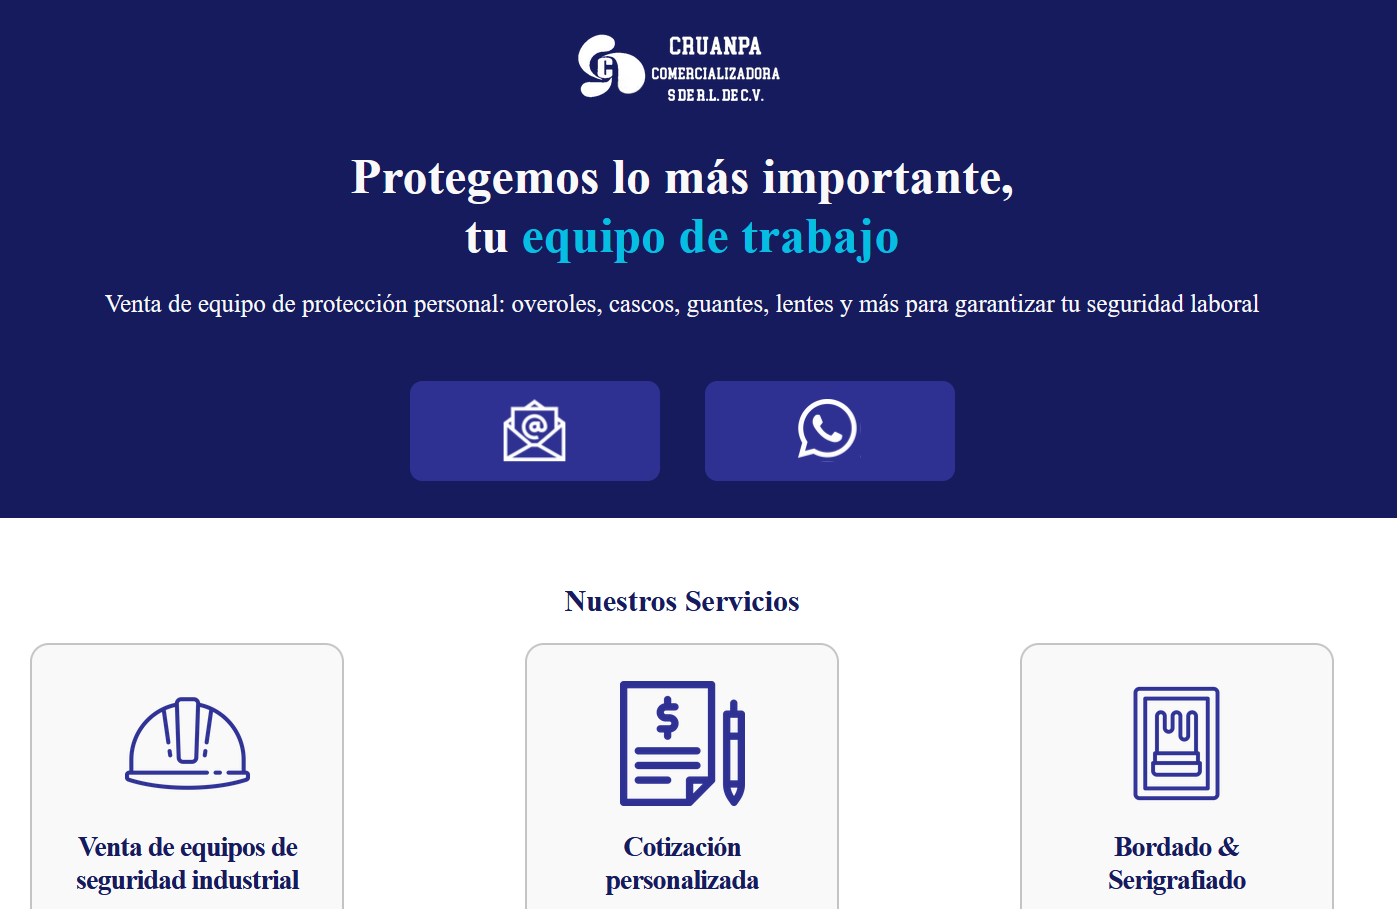 CRUANPA
COMERCIALIZADORA
S DE R.L. DE C.V.
Protegemos lo más importante,
tu equipo de trabajo
Venta de equipo de protección personal: overoles, cascos, guantes, lentes y más para garantizar tu seguridad laboral
Nuestros Servicios
Venta de equipos de
seguridad industrial
Cotización
personalizada
Bordado &
Serigrafiado